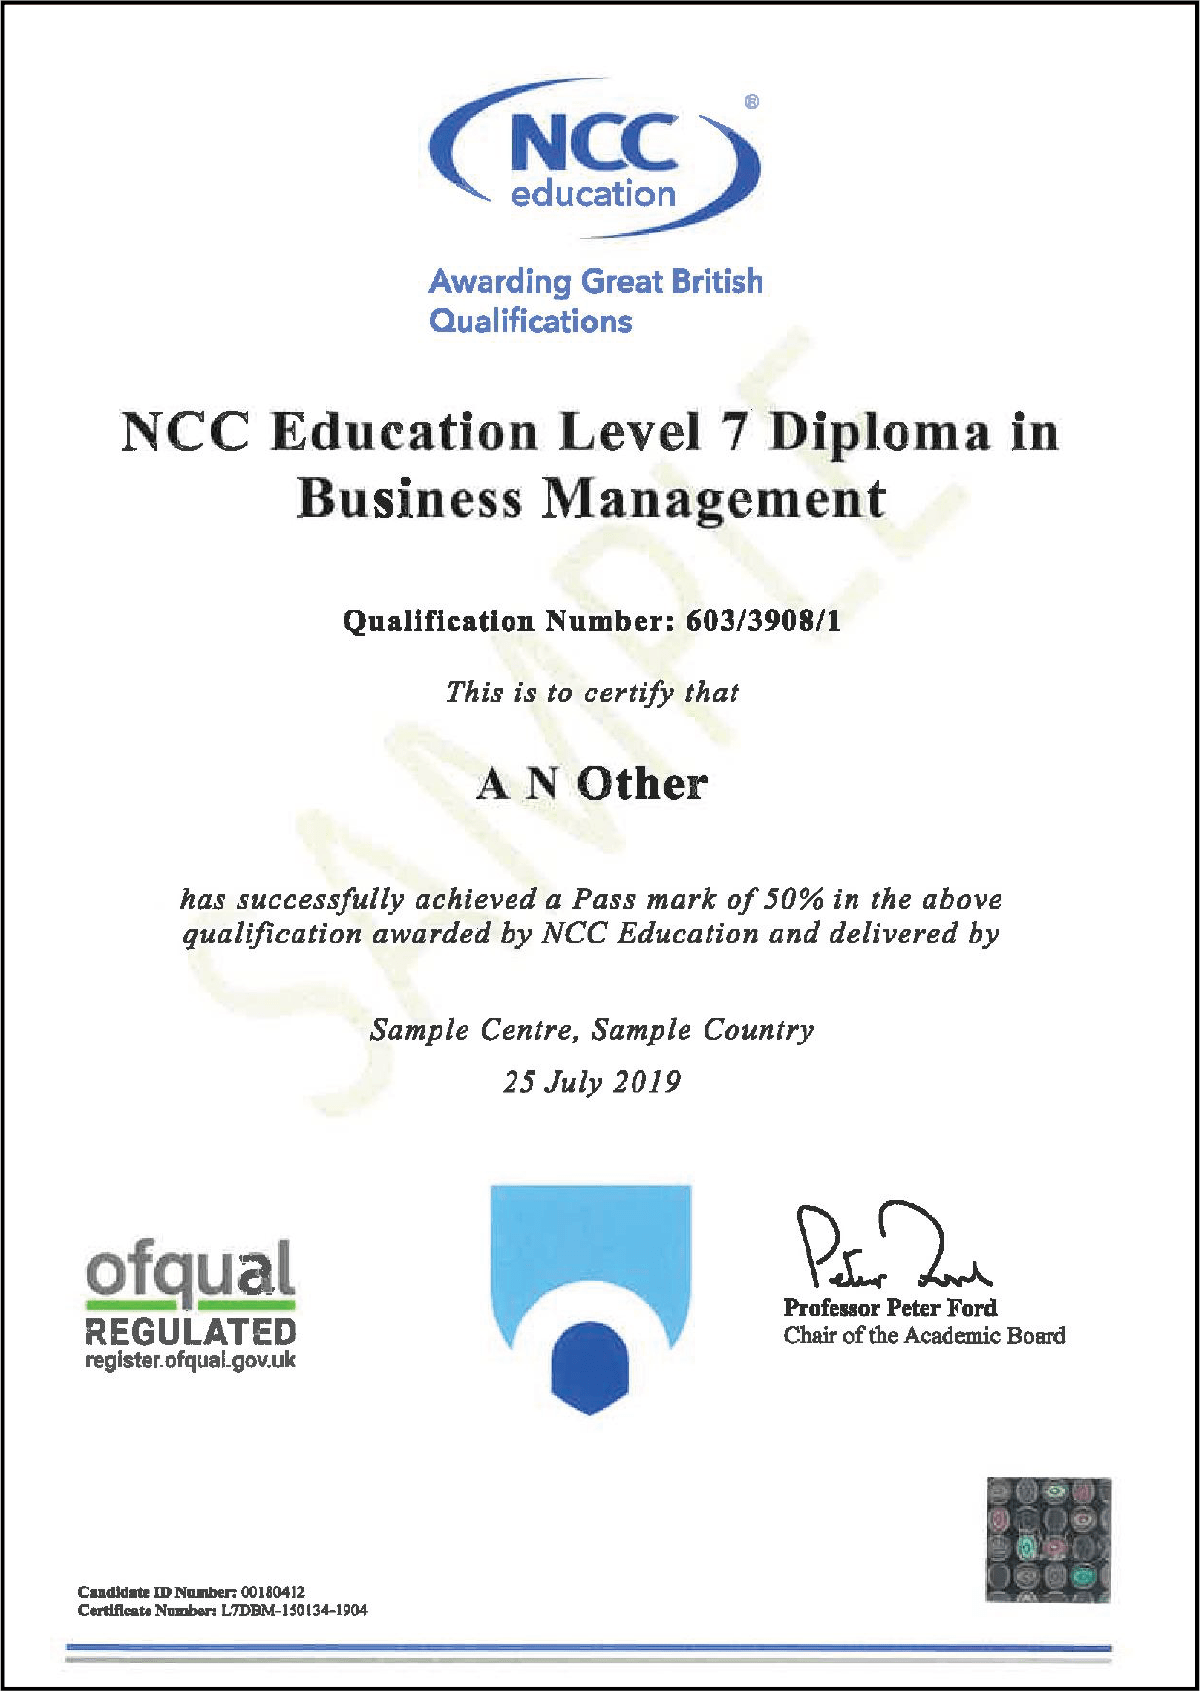 NCC
®
education
Awarding Great British
Qualifications
NCC Education Level 7 Diploma in
Business Management
Qualification Number: 603/3908/1
This is to certify that
A N Other
has successfully achieved a Pass mark of 50% in the above
qualification awarded by NCC Education and delivered by
Sample Centre, Sample Country
25 July 2019
SAMPLE
ofqual
REGULATED
register.ofqual.gov.uk
Peter Ford
Professor Peter Ford
Chair of the Academic Board
Candidate ID Number: 00180412
Certificate Number: L7DBM-150134-1904